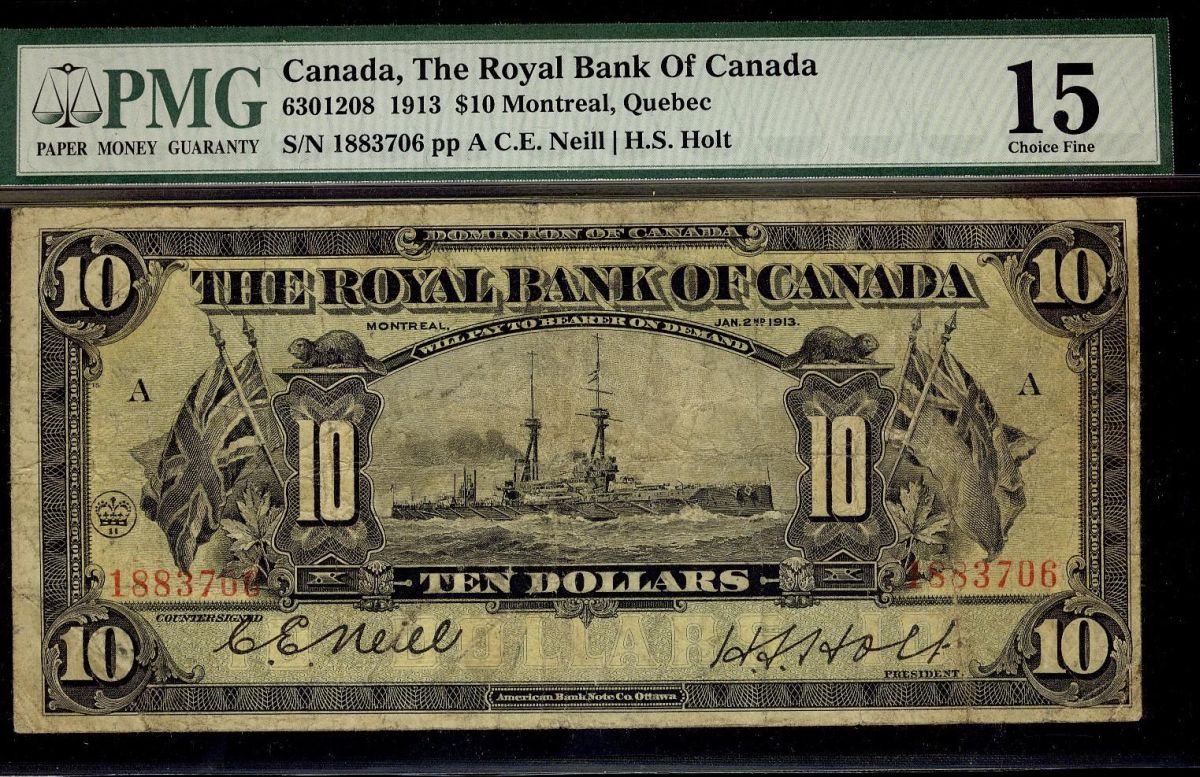 PMG
PAPER MONEY GUARANTY
Canada, The Royal Bank Of Canada
6301208 1913 $10 Montreal, Quebec
S/N 1883706 pp A C.E. Neill | H.S. Holt
15
Choice Fine
DOMINION OF CANADA
10 10
THE ROYAL BANK OF CANADA
MONTREAL, JAN. 2ND 1913.
WILL PAY TO BEARER ON DEMAND
A A
10 10
1883706 1883706
X X
TEN DOLLARS
COUNTERSIGNED
C.E. Neill H.S. Holt
DOLLARS
PRESIDENT
10 10
American Bank Note Co. Ottawa